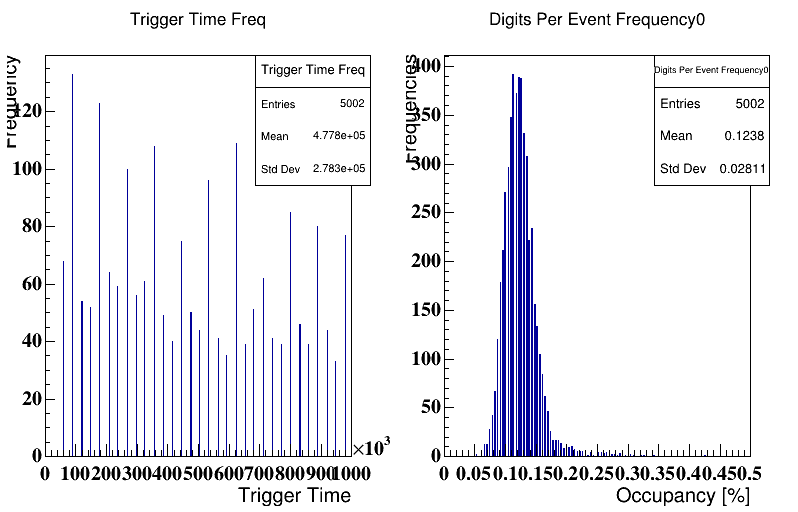 Trigger Time Freq
Frequency
120
100
80
60
40
20
0
0 100 200 300 400 500 600 700 800 900 1000
×10³
Trigger Time
Trigger Time Freq
Entries 5002
Mean 4.778e+05
Std Dev 2.783e+05
Digits Per Event Frequency0
Frequencies
400
350
300
250
200
150
100
50
0
0 0.05 0.1 0.15 0.2 0.25 0.3 0.35 0.4 0.45 0.5
Occupancy [%]
Digits Per Event Frequency0
Entries 5002
Mean 0.1238
Std Dev 0.02811